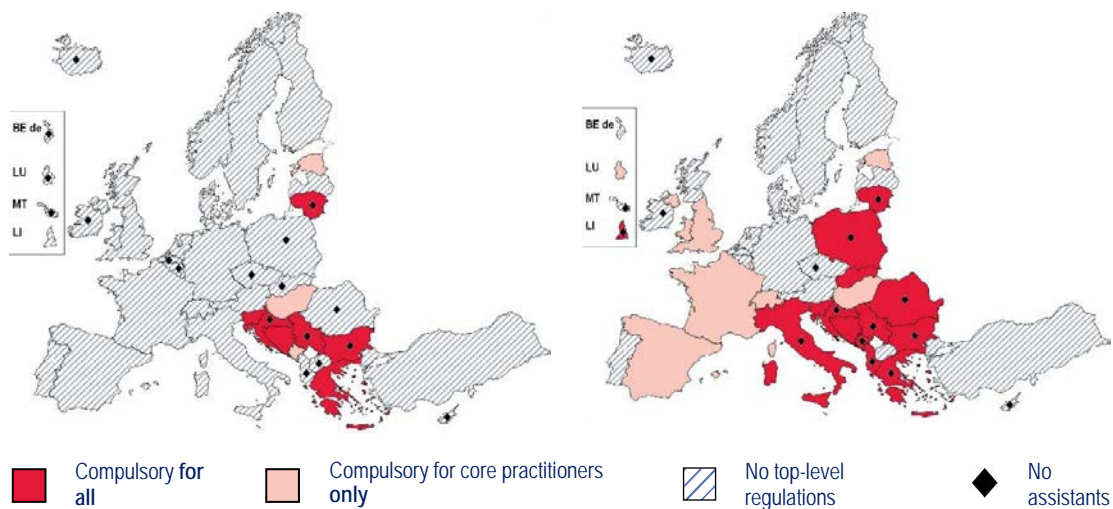 BE de
LU
MT
LI
BE de
LU
MT
LI
Compulsory for
all
Compulsory for core practitioners
only
No top-level
regulations
No
assistants